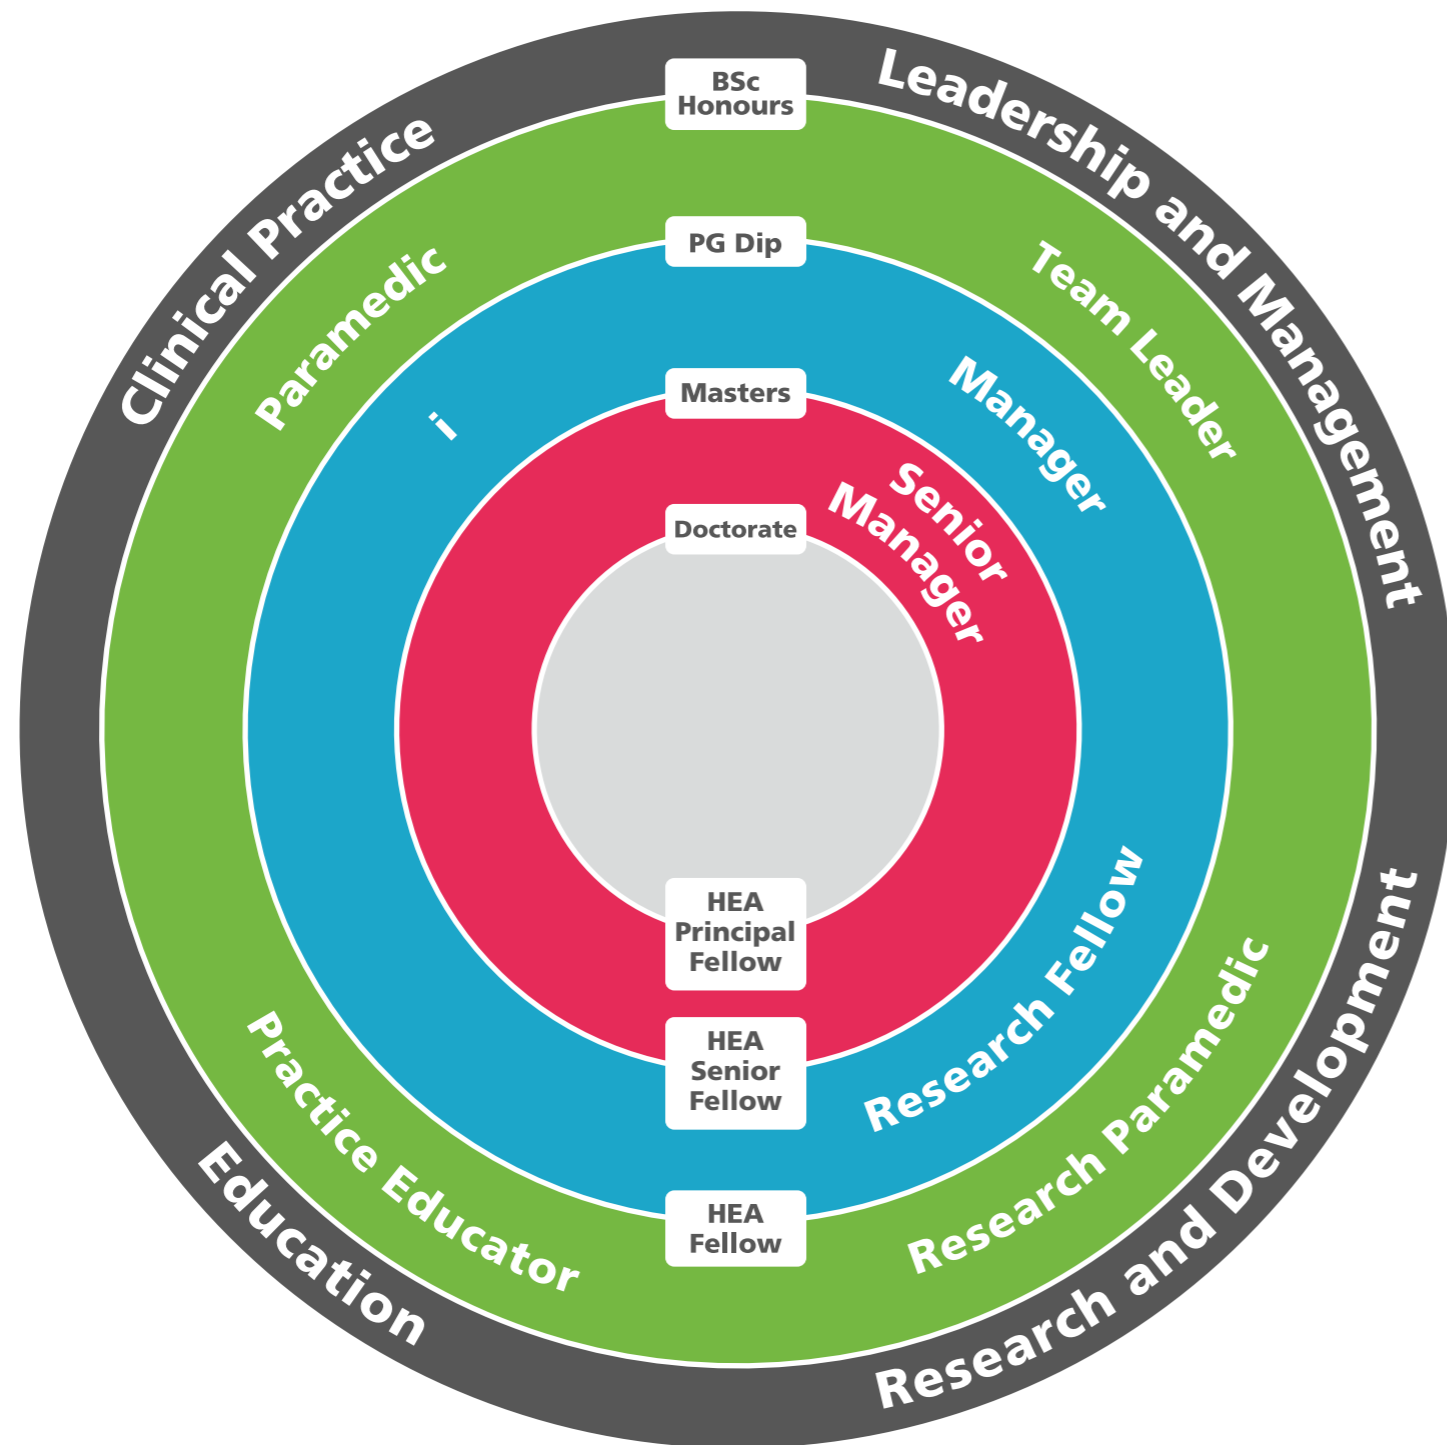 BSc
Honours
Leadership and Management
Clinical Practice
PG Dip
Paramedic
Team Leader
i
Masters
Manager
Doctorate
Senior
Manager
HEA
Principal
Fellow
Research Fellow
HEA
Senior
Fellow
Research Paramedic
Research and Development
Practice Educator
Education
HEA
Fellow